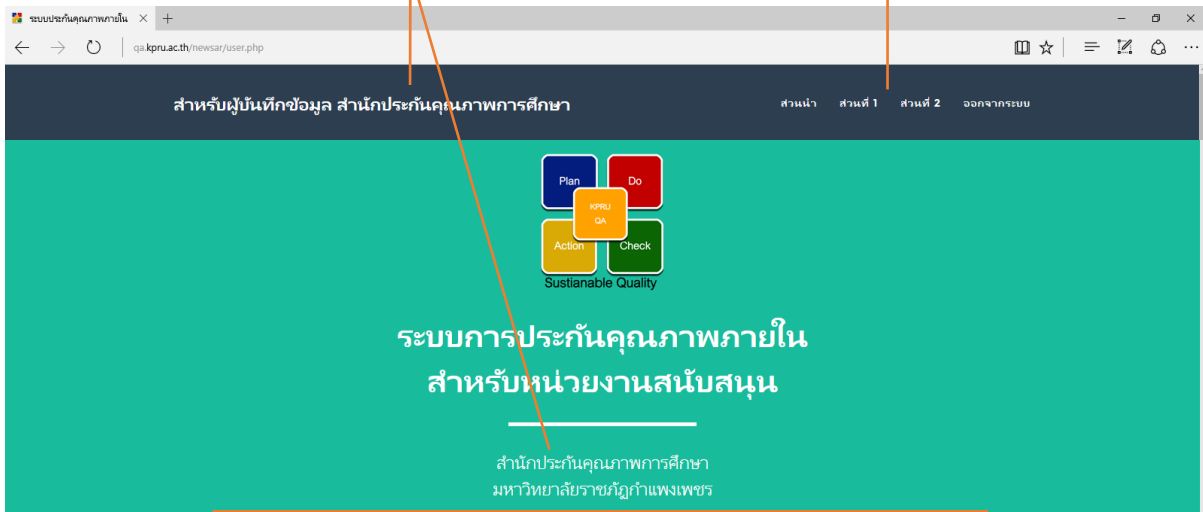 ระบบประกันคุณภาพภายใน
qa.kpru.ac.th/newsar/user.php
สำหรับผู้บันทึกข้อมูล สำนักประกันคุณภาพการศึกษา
ส่วนนำ ส่วนที่ 1 ส่วนที่ 2 ออกจากระบบ
Plan Do
KPRU
QA
Action Check
Sustianable Quality
ระบบการประกันคุณภาพภายใน
สำหรับหน่วยงานสนับสนุน
สำนักประกันคุณภาพการศึกษา
มหาวิทยาลัยราชภัฏกำแพงเพชร